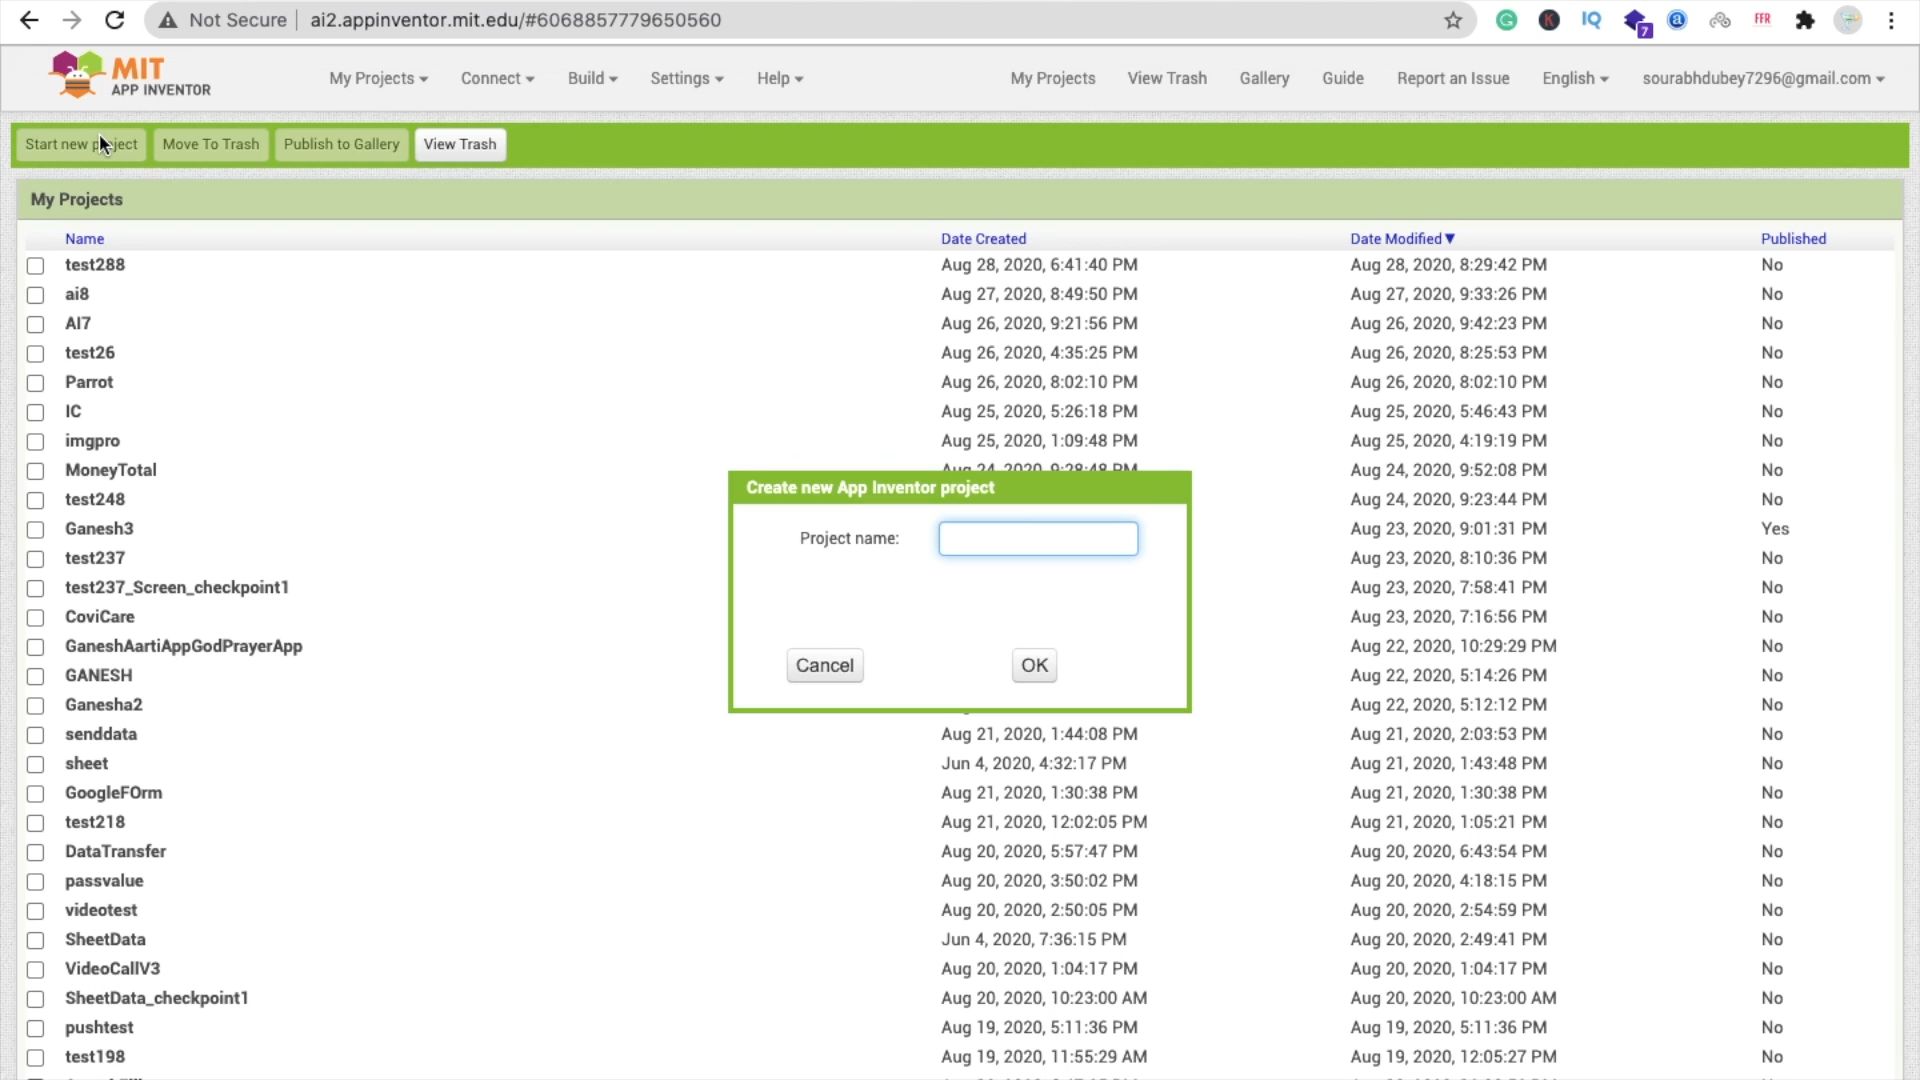 Not Secure ai2.appinventor.mit.edu/#6068857779650560 7 FFR
MIT APP INVENTOR My Projects Connect Build Settings Help My Projects View Trash Gallery Guide Report an Issue English sourabhdubey7296@gmail.com
Start new project Move To Trash Publish to Gallery View Trash
My Projects
Name Date Created Date Modified Published
test288 Aug 28, 2020, 6:41:40 PM Aug 28, 2020, 8:29:42 PM No
ai8 Aug 27, 2020, 8:49:50 PM Aug 27, 2020, 9:33:26 PM No
AI7 Aug 26, 2020, 9:21:56 PM Aug 26, 2020, 9:42:23 PM No
test26 Aug 26, 2020, 4:35:25 PM Aug 26, 2020, 8:25:53 PM No
Parrot Aug 26, 2020, 8:02:10 PM Aug 26, 2020, 8:02:10 PM No
IC Aug 25, 2020, 5:26:18 PM Aug 25, 2020, 5:46:43 PM No
imgpro Aug 25, 2020, 1:09:48 PM Aug 25, 2020, 4:19:19 PM No
MoneyTotal Aug 24, 2020, 9:28:48 PM Aug 24, 2020, 9:52:08 PM No
test248 Aug 24, 2020, 9:23:44 PM No
Ganesh3 Aug 23, 2020, 9:01:31 PM Yes
test237 Aug 23, 2020, 8:10:36 PM No
test237_Screen_checkpoint1 Aug 23, 2020, 7:58:41 PM No
CoviCare Aug 23, 2020, 7:16:56 PM No
GaneshAartiAppGodPrayerApp Aug 22, 2020, 10:29:29 PM No
GANESH Aug 22, 2020, 5:14:26 PM No
Ganesha2 Aug 22, 2020, 5:12:12 PM No
senddata Aug 21, 2020, 1:44:08 PM Aug 21, 2020, 2:03:53 PM No
sheet Jun 4, 2020, 4:32:17 PM Aug 21, 2020, 1:43:48 PM No
GoogleFOrm Aug 21, 2020, 1:30:38 PM Aug 21, 2020, 1:30:38 PM No
test218 Aug 21, 2020, 12:02:05 PM Aug 21, 2020, 1:05:21 PM No
DataTransfer Aug 20, 2020, 5:57:47 PM Aug 20, 2020, 6:43:54 PM No
passvalue Aug 20, 2020, 3:50:02 PM Aug 20, 2020, 4:18:15 PM No
videotest Aug 20, 2020, 2:50:05 PM Aug 20, 2020, 2:54:59 PM No
SheetData Jun 4, 2020, 7:36:15 PM Aug 20, 2020, 2:49:41 PM No
VideoCallV3 Aug 20, 2020, 1:04:17 PM Aug 20, 2020, 1:04:17 PM No
SheetData_checkpoint1 Aug 20, 2020, 10:23:00 AM Aug 20, 2020, 10:23:00 AM No
pushtest Aug 19, 2020, 5:11:36 PM Aug 19, 2020, 5:11:36 PM No
test198 Aug 19, 2020, 11:55:29 AM Aug 19, 2020, 12:05:27 PM No
Create new App Inventor project
Project name:
Cancel OK